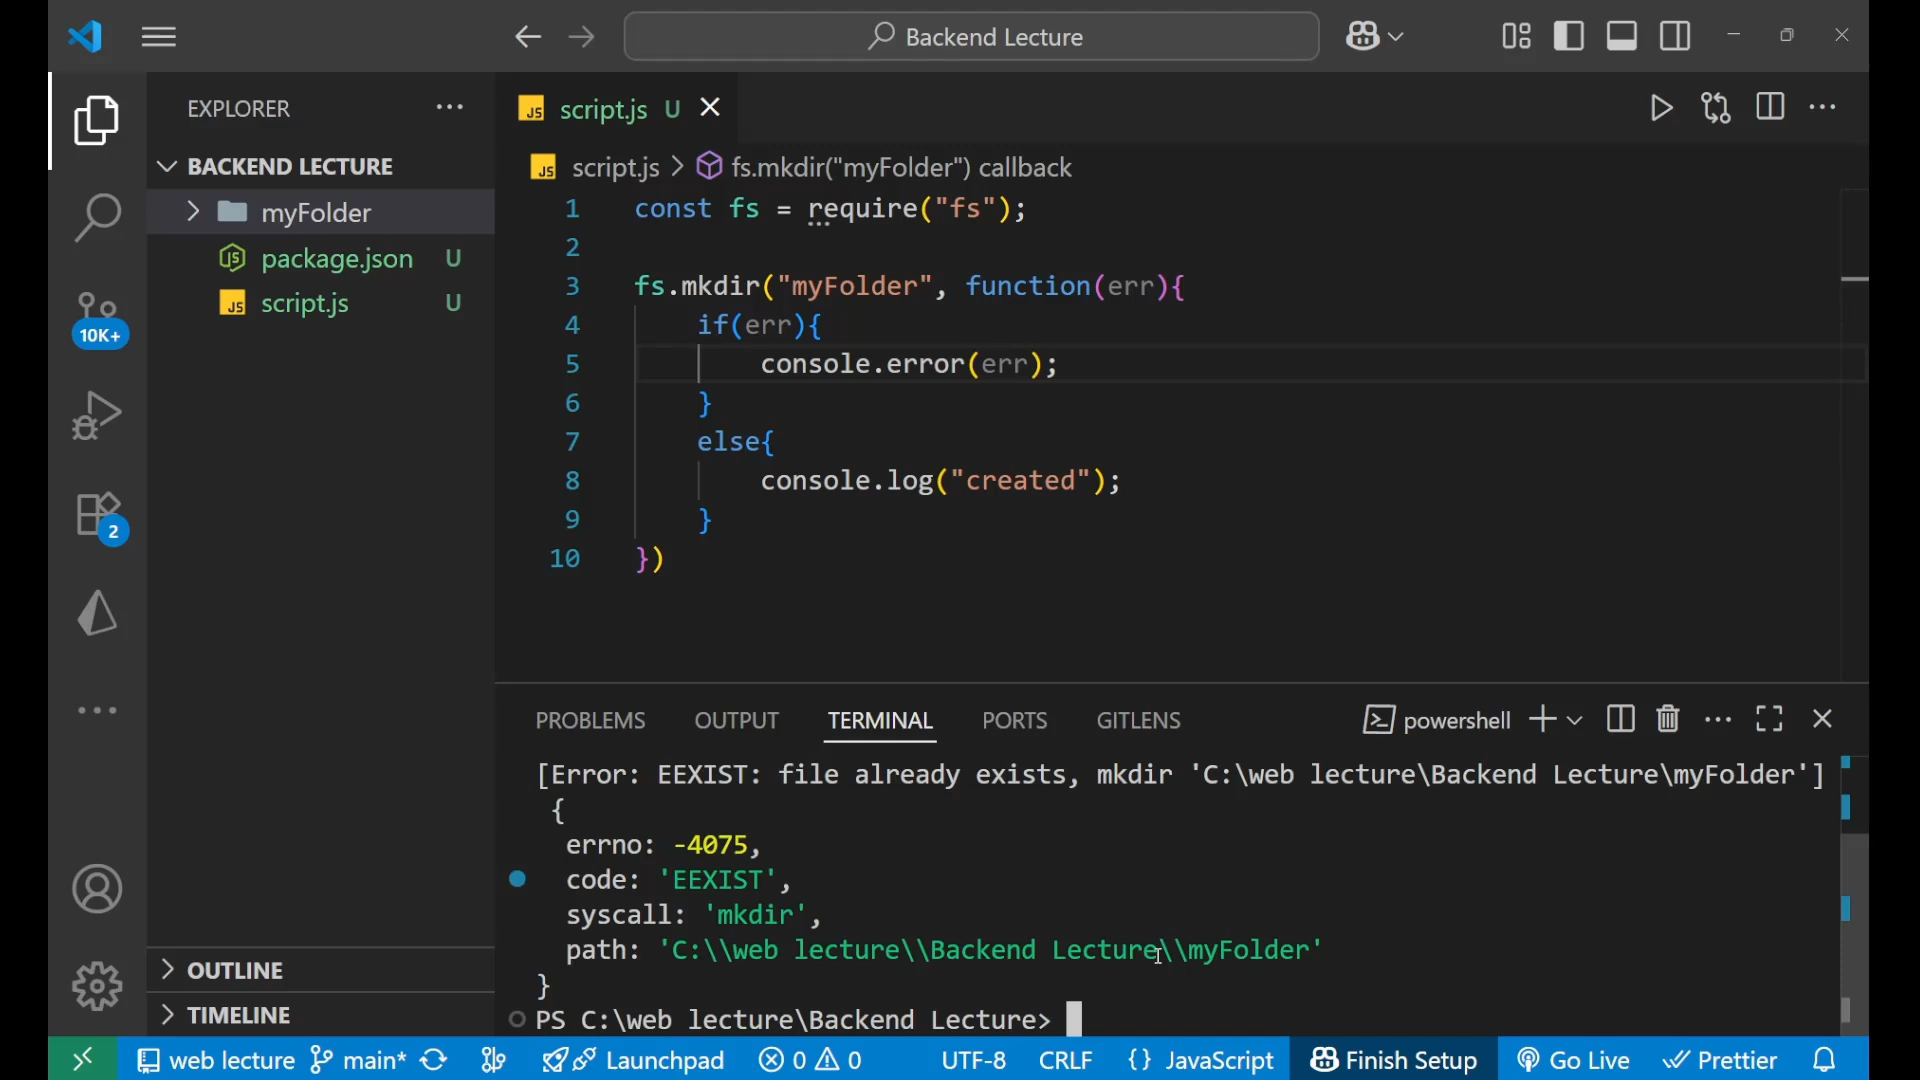 Backend Lecture
EXPLORER
BACKEND LECTURE
myFolder
package.json U
script.js U
10K+
2
OUTLINE
TIMELINE
script.js U
script.js > fs.mkdir("myFolder") callback
1 const fs = require("fs");
2
3 fs.mkdir("myFolder", function(err){
4 if(err){
5 console.error(err);
6 }
7 else{
8 console.log("created");
9 }
10 })
PROBLEMS OUTPUT TERMINAL PORTS GITLENS powershell
[Error: EEXIST: file already exists, mkdir 'C:\web lecture\Backend Lecture\myFolder']
{
errno: -4075,
code: 'EEXIST',
syscall: 'mkdir',
path: 'C:\\web lecture\\Backend Lecture\\myFolder'
}
PS C:\web lecture\Backend Lecture>
web lecture main* Launchpad 0 0 UTF-8 CRLF {} JavaScript Finish Setup Go Live Prettier